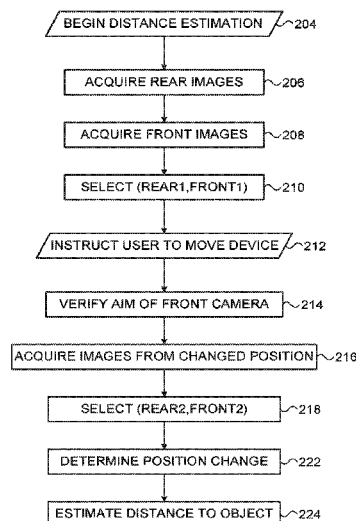 BEGIN DISTANCE ESTIMATION 204
ACQUIRE REAR IMAGES 206
ACQUIRE FRONT IMAGES 208
SELECT (REAR1,FRONT1) 210
INSTRUCT USER TO MOVE DEVICE 212
VERIFY AIM OF FRONT CAMERA 214
ACQUIRE IMAGES FROM CHANGED POSITION 216
SELECT (REAR2,FRONT2) 218
DETERMINE POSITION CHANGE 222
ESTIMATE DISTANCE TO OBJECT 224